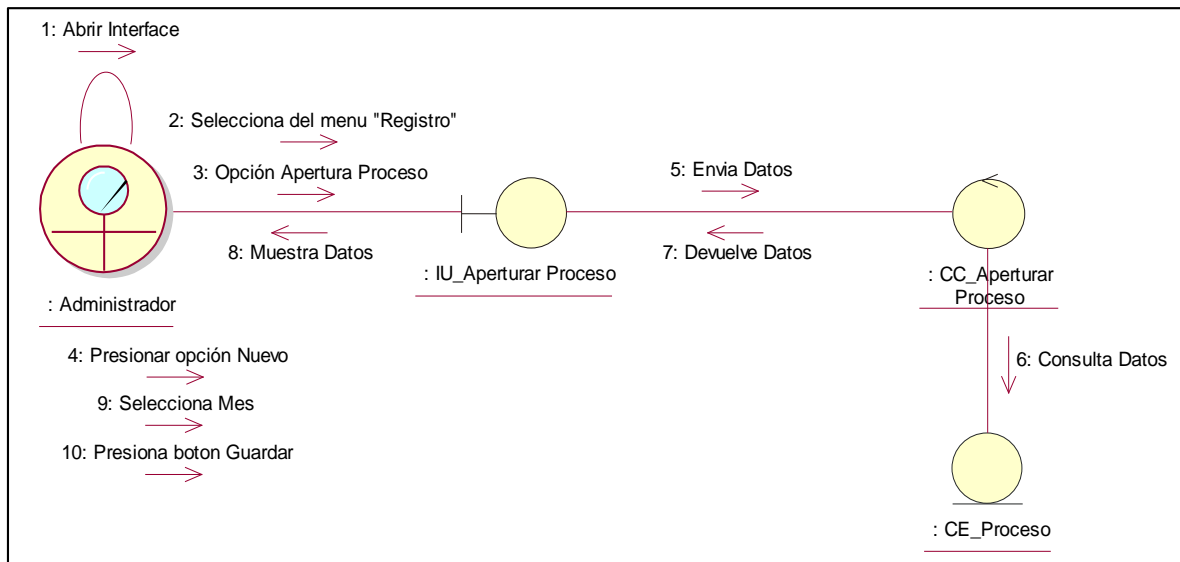 1: Abrir Interface
2: Selecciona del menu "Registro"
3: Opción Apertura Proceso
5: Envia Datos
8: Muestra Datos
7: Devuelve Datos
: IU_Aperturar Proceso
: CC_Aperturar
Proceso
: Administrador
4: Presionar opción Nuevo
6: Consulta Datos
9: Selecciona Mes
10: Presiona boton Guardar
: CE_Proceso